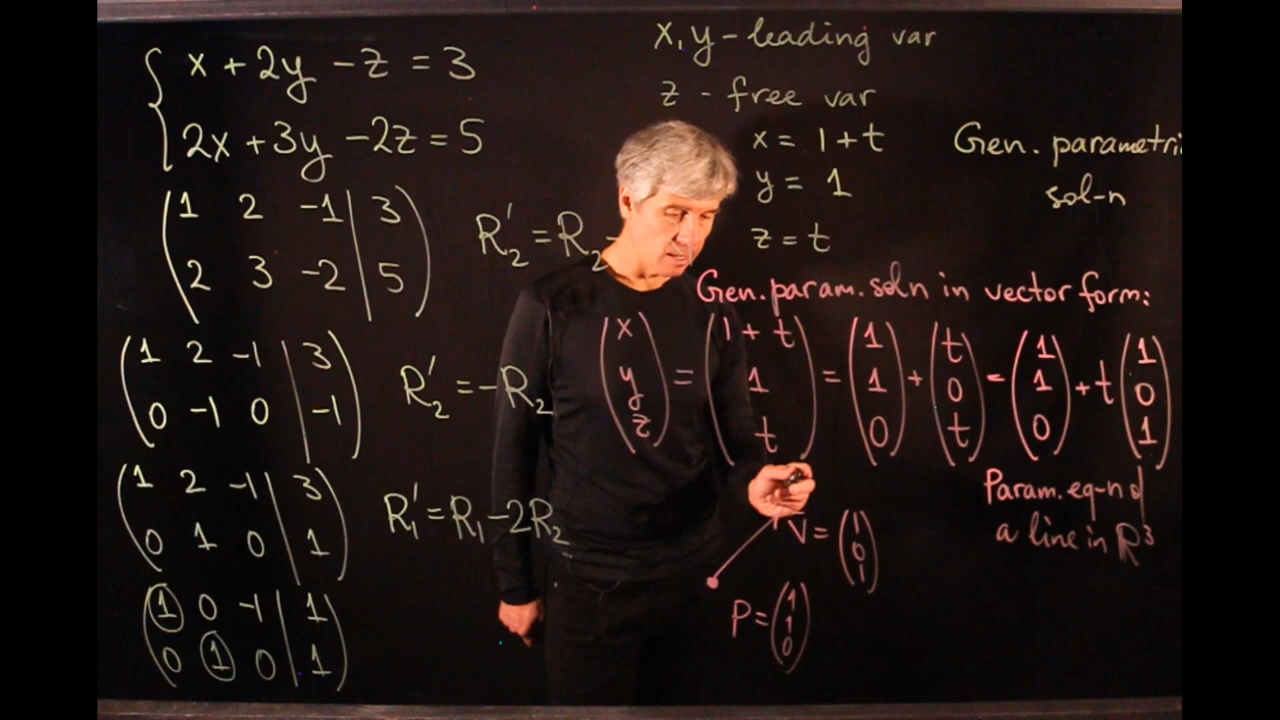 x + 2y - z = 3
2x + 3y - 2z = 5
1 2 -1 | 3
2 3 -2 | 5
R₂' = R₂ -
1 2 -1 | 3
0 -1 0 | -1
R₂' = -R₂
1 2 -1 | 3
0 1 0 | 1
R₁' = R₁ - 2R₂
1 0 -1 | 1
0 1 0 | 1
x, y - leading var
z - free var
x = 1 + t
y = 1
z = t
Gen. parametri
sol-n
Gen. param. sol-n in vector form:
(x y z) = (1 + t 1 t) = (1 1 0) + (t 0 t) = (1 1 0) + t (1 0 1)
Param. eq-n of
a line in ℝ³
V = (1 0 1)
P = (1 1 0)